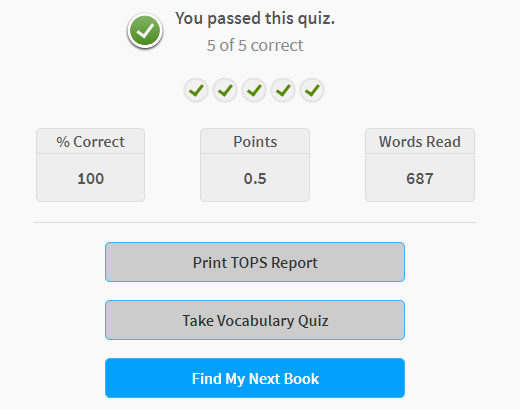 You passed this quiz.
5 of 5 correct
% Correct
Points
Words Read
100
0.5
687
Print TOPS Report
Take Vocabulary Quiz
Find My Next Book